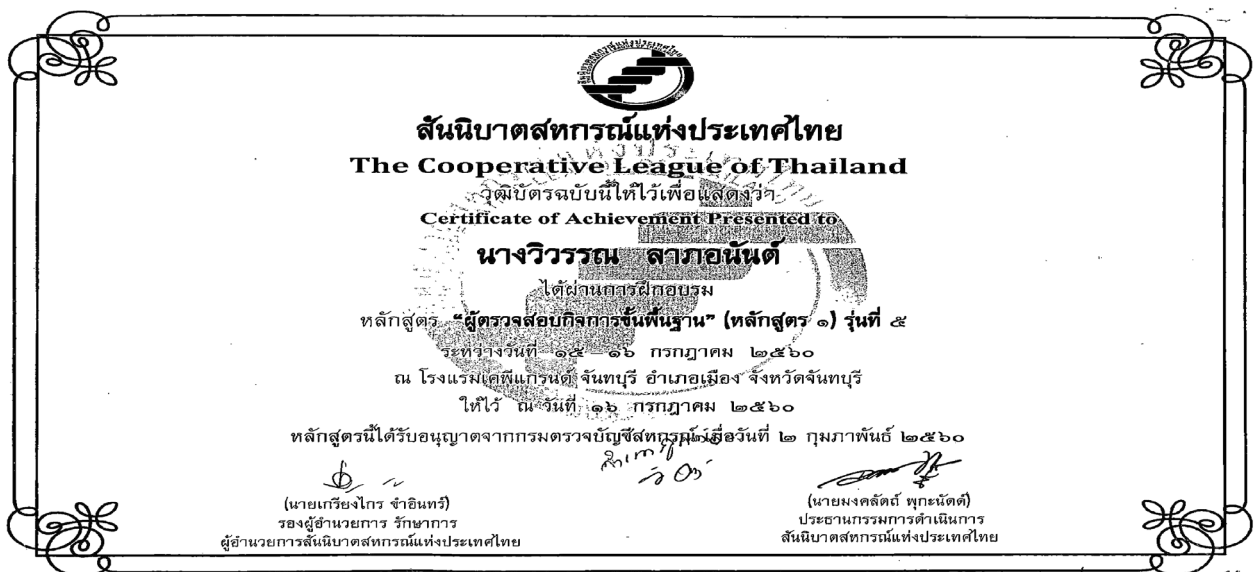 สันนิบาตสหกรณ์แห่งประเทศไทย
The Cooperative League of Thailand
วุฒิบัตรฉบับนี้ให้ไว้เพื่อแสดงว่า
Certificate of Achievement Presented to
นางวิวรรณ ลาภอนันต์
ได้ผ่านการฝึกอบรม
หลักสูตร “ผู้ตรวจสอบกิจการขั้นพื้นฐาน” (หลักสูตร ๑) รุ่นที่ ๕
ระหว่างวันที่ ๑๕ - ๑๖ กรกฎาคม ๒๕๖๐
ณ โรงแรมเคพีแกรนด์ จันทบุรี อำเภอเมือง จังหวัดจันทบุรี
ให้ไว้ ณ วันที่ ๑๖ กรกฎาคม ๒๕๖๐
หลักสูตรนี้ได้รับอนุญาตจากกรมตรวจบัญชีสหกรณ์ เมื่อวันที่ ๒ กุมภาพันธ์ ๒๕๖๐
(นายเกรียงไกร ขำอินทร์)
รองผู้อำนวยการ รักษาการ
ผู้อำนวยการสันนิบาตสหกรณ์แห่งประเทศไทย
(นายมงคลัตถ์ พุกะนัดด์)
ประธานกรรมการดำเนินการ
สันนิบาตสหกรณ์แห่งประเทศไทย